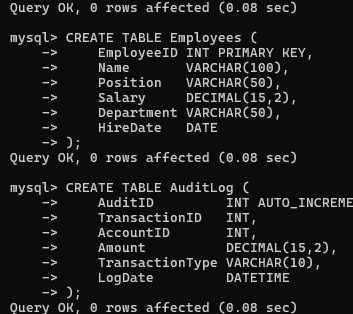 Query OK, 0 rows affected (0.08 sec)
mysql> CREATE TABLE Employees (
    ->     EmployeeID INT PRIMARY KEY,
    ->     Name       VARCHAR(100),
    ->     Position   VARCHAR(50),
    ->     Salary     DECIMAL(15,2),
    ->     Department VARCHAR(50),
    ->     HireDate   DATE
    -> );
Query OK, 0 rows affected (0.08 sec)
mysql> CREATE TABLE AuditLog (
    ->     AuditID         INT AUTO_INCREME
    ->     TransactionID   INT,
    ->     AccountID       INT,
    ->     Amount          DECIMAL(15,2),
    ->     TransactionType VARCHAR(10),
    ->     LogDate         DATETIME
    -> );
Query OK, 0 rows affected (0.08 sec)